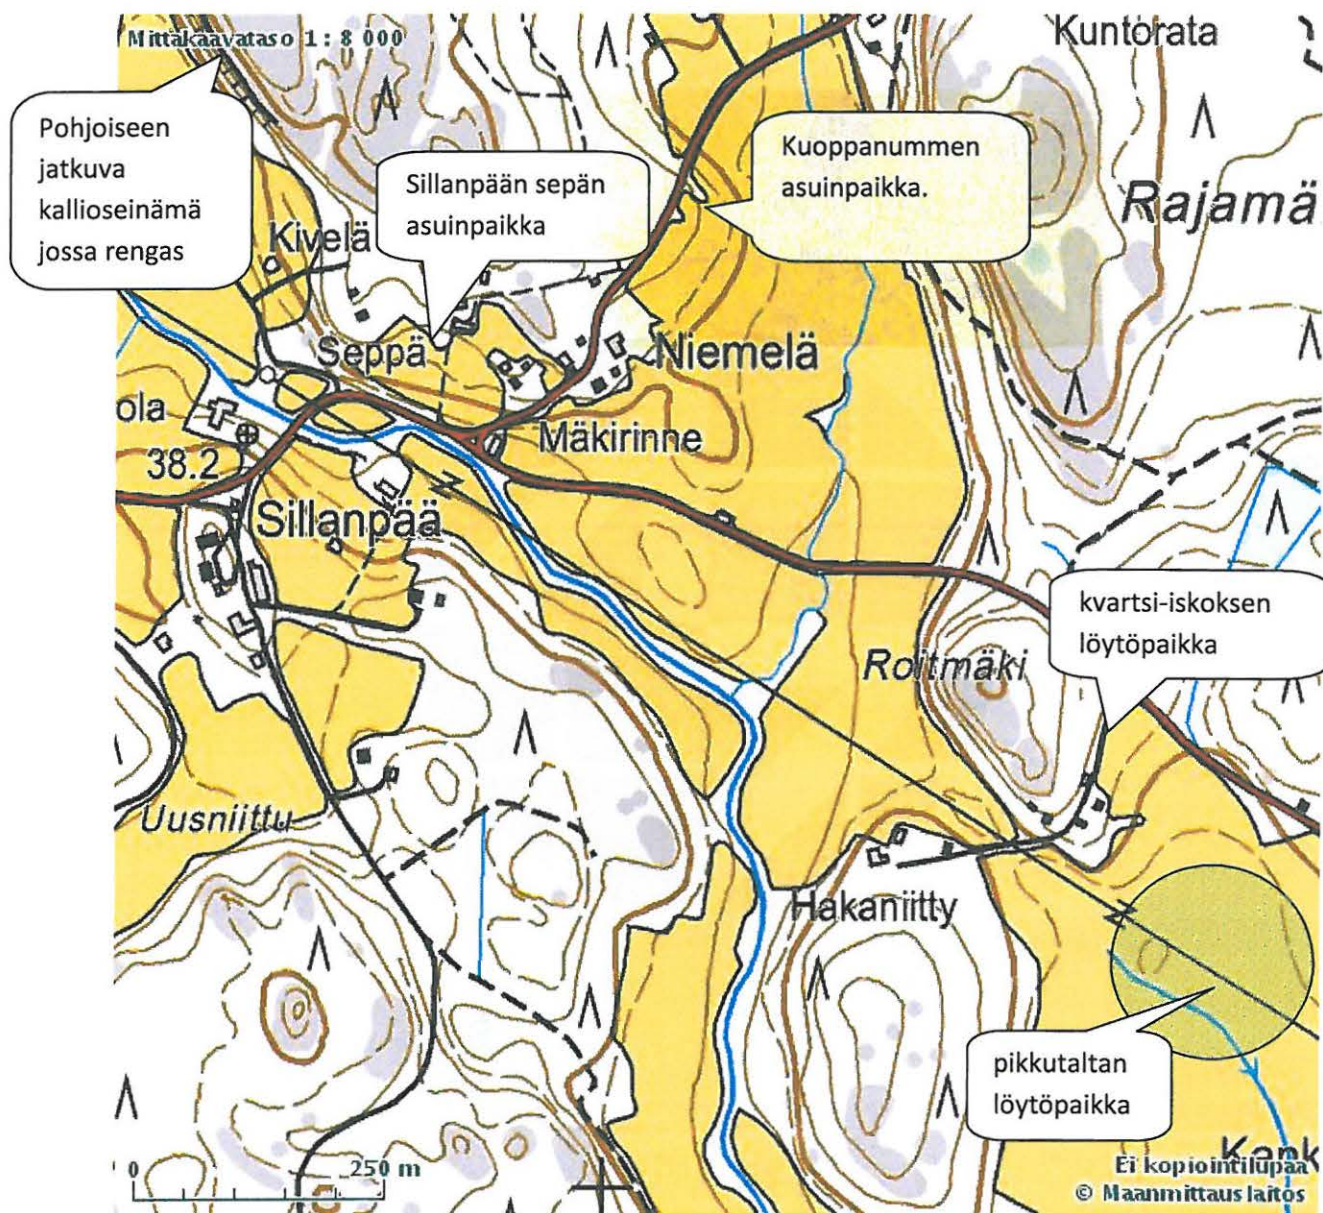 Mittakaavataso 1 : 8 000
Kuntorata
Pohjoiseen
jatkuva
kallioseinämä
jossa rengas
Sillanpään sepän
asuinpaikka
Kuoppanummen
asuinpaikka.
Rajamä
Kivelä
Seppä
Niemelä
ola
38.2
Mäkirinne
Sillanpää
kvartsi-iskoksen
löytöpaikka
Roitmäki
Uusniittu
Hakaniitty
pikkutaltan
löytöpaikka
Kank
0 250 m
Ei kopiointilupaa
© Maanmittauslaitos